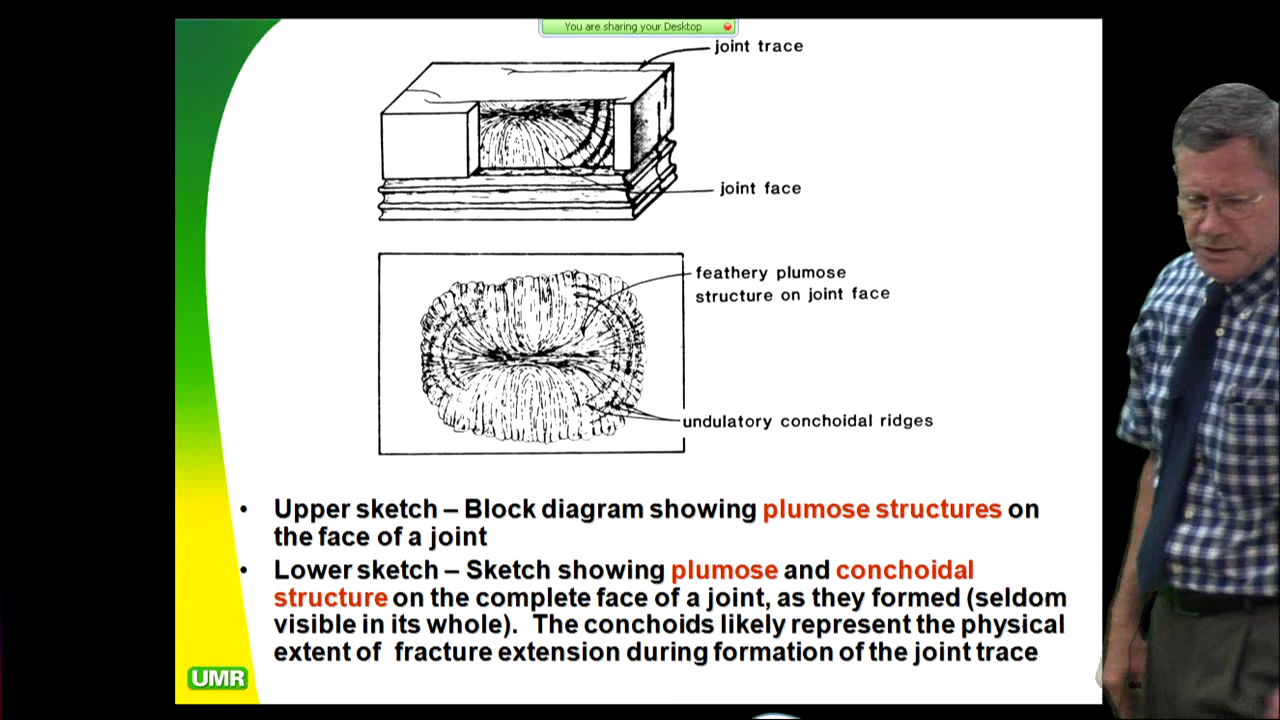 You are sharing your Desktop
joint trace
joint face
feathery plumose
structure on joint face
undulatory conchoidal ridges
• Upper sketch – Block diagram showing plumose structures on
the face of a joint
• Lower sketch – Sketch showing plumose and conchoidal
structure on the complete face of a joint, as they formed (seldom
visible in its whole). The conchoids likely represent the physical
extent of fracture extension during formation of the joint trace
UMR